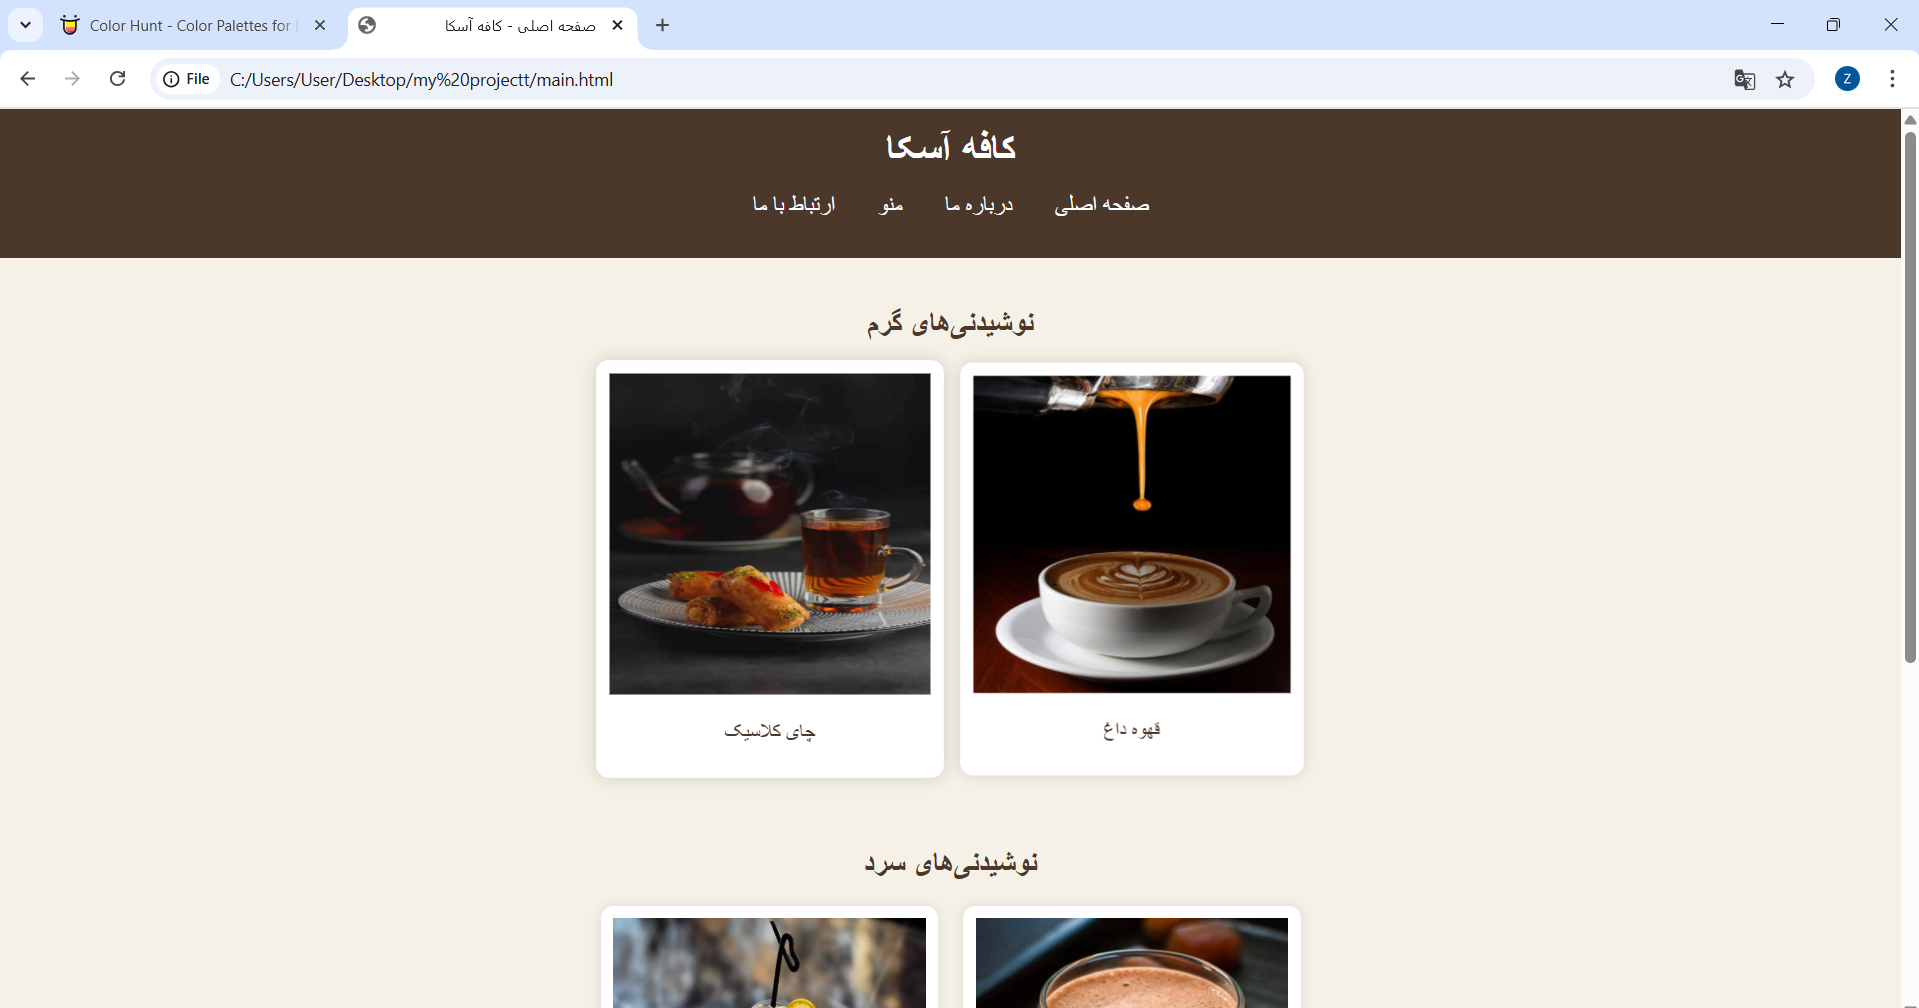 Color Hunt - Color Palettes for
صفحه اصلی - کافه آسکا
File
C:/Users/User/Desktop/my%20projectt/main.html
Z
کافه آسکا
صفحه اصلی درباره ما منو ارتباط با ما
نوشیدنی‌های گرم
قهوه داغ
چای کلاسیک
نوشیدنی‌های سرد